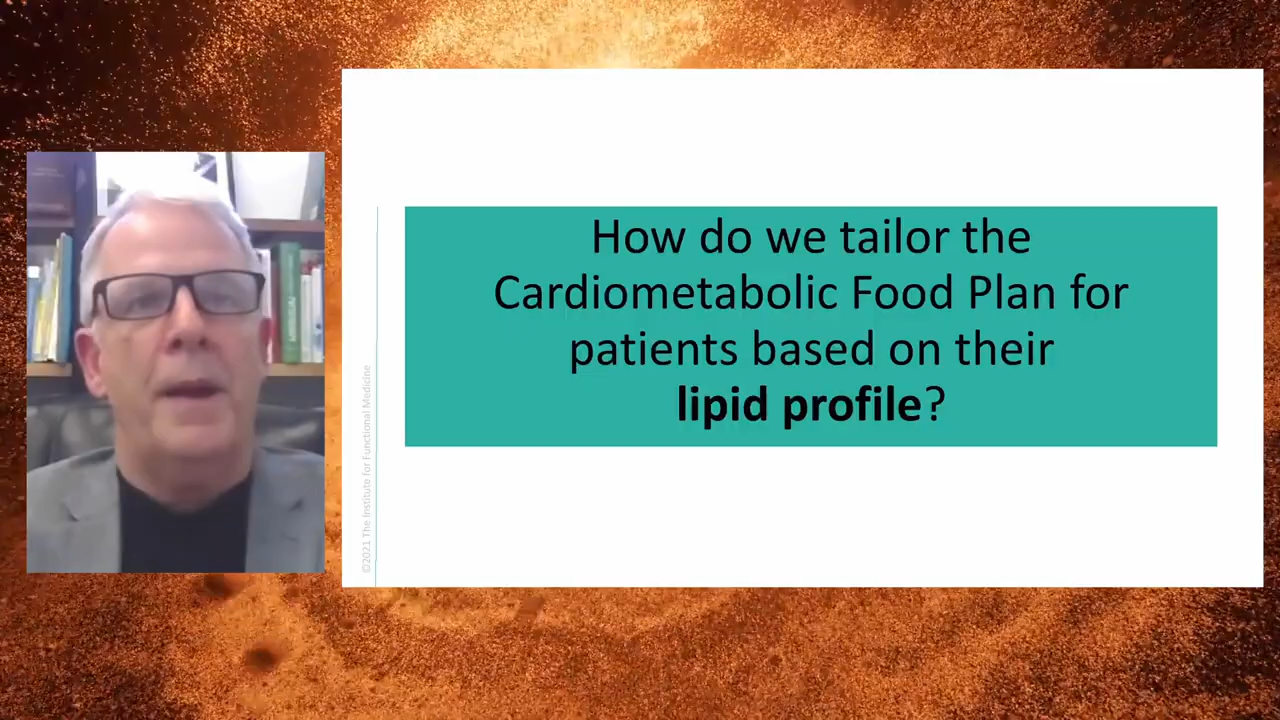 How do we tailor the
Cardiometabolic Food Plan for
patients based on their
lipid profile?
©2021 The Institute for Functional Medicine